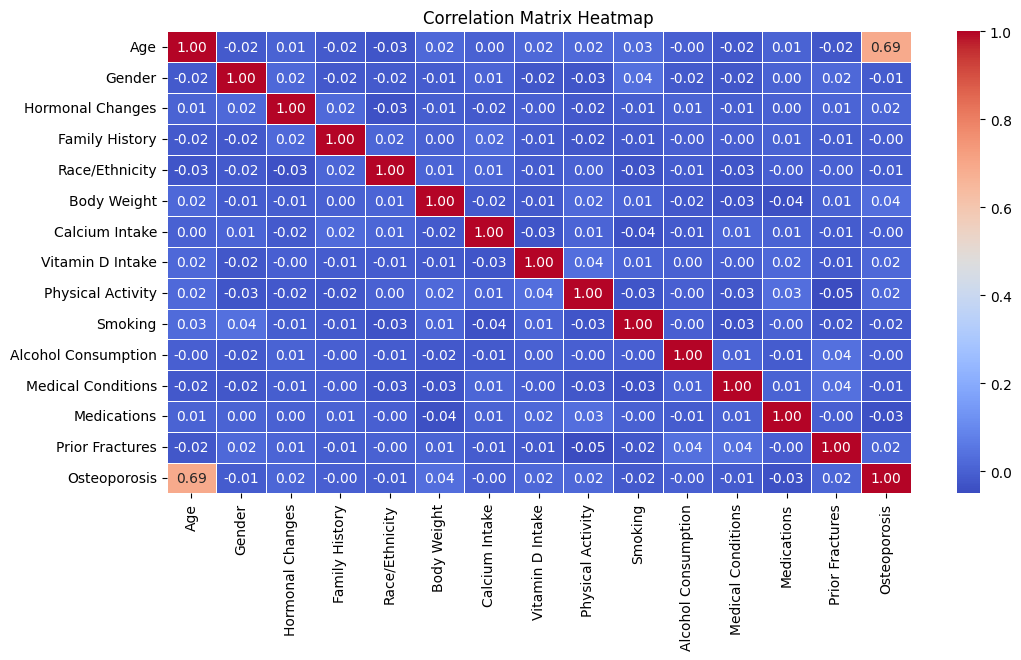 Correlation Matrix Heatmap
Age 1.00 -0.02 0.01 -0.02 -0.03 0.02 0.00 0.02 0.02 0.03 -0.00 -0.02 0.01 -0.02 0.69
Gender -0.02 1.00 0.02 -0.02 -0.02 -0.01 0.01 -0.02 -0.03 0.04 -0.02 -0.02 0.00 0.02 -0.01
Hormonal Changes 0.01 0.02 1.00 0.02 -0.03 -0.01 -0.02 -0.00 -0.02 -0.01 0.01 -0.01 0.00 0.01 0.02
Family History -0.02 -0.02 0.02 1.00 0.02 0.00 0.02 -0.01 -0.02 -0.01 -0.00 -0.00 0.01 -0.01 -0.00
Race/Ethnicity -0.03 -0.02 -0.03 0.02 1.00 0.01 0.01 -0.01 0.00 -0.03 -0.01 -0.03 -0.00 -0.00 -0.01
Body Weight 0.02 -0.01 -0.01 0.00 0.01 1.00 -0.02 -0.01 0.02 0.01 -0.02 -0.03 -0.04 0.01 0.04
Calcium Intake 0.00 0.01 -0.02 0.02 0.01 -0.02 1.00 -0.03 0.01 -0.04 -0.01 0.01 0.01 -0.01 -0.00
Vitamin D Intake 0.02 -0.02 -0.00 -0.01 -0.01 -0.01 -0.03 1.00 0.04 0.01 0.00 -0.00 0.02 -0.01 0.02
Physical Activity 0.02 -0.03 -0.02 -0.02 0.00 0.02 0.01 0.04 1.00 -0.03 -0.00 -0.03 0.03 -0.05 0.02
Smoking 0.03 0.04 -0.01 -0.01 -0.03 0.01 -0.04 0.01 -0.03 1.00 -0.00 -0.03 -0.00 -0.02 -0.02
Alcohol Consumption -0.00 -0.02 0.01 -0.00 -0.01 -0.02 -0.01 0.00 -0.00 -0.00 1.00 0.01 -0.01 0.04 -0.00
Medical Conditions -0.02 -0.02 -0.01 -0.00 -0.03 -0.03 0.01 -0.00 -0.03 -0.03 0.01 1.00 0.01 0.04 -0.01
Medications 0.01 0.00 0.00 0.01 -0.00 -0.04 0.01 0.02 0.03 -0.00 -0.01 0.01 1.00 -0.00 -0.03
Prior Fractures -0.02 0.02 0.01 -0.01 -0.00 0.01 -0.01 -0.01 -0.05 -0.02 0.04 0.04 -0.00 1.00 0.02
Osteoporosis 0.69 -0.01 0.02 -0.00 -0.01 0.04 -0.00 0.02 0.02 -0.02 -0.00 -0.01 -0.03 0.02 1.00
Age
Gender
Hormonal Changes
Family History
Race/Ethnicity
Body Weight
Calcium Intake
Vitamin D Intake
Physical Activity
Smoking
Alcohol Consumption
Medical Conditions
Medications
Prior Fractures
Osteoporosis
1.0
0.8
0.6
0.4
0.2
0.0